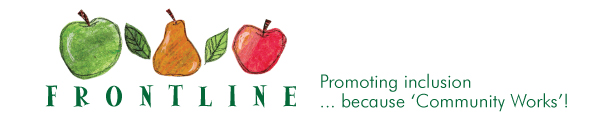 FRONTLINE
Promoting inclusion
... because ‘Community Works’!